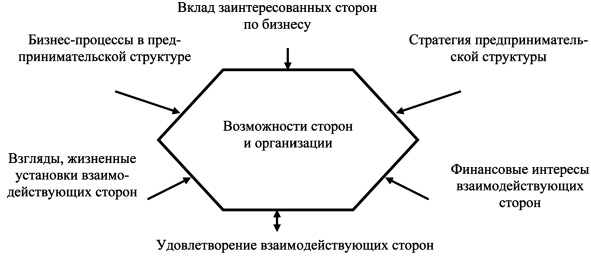 Вклад заинтересованных сторон
по бизнесу
Бизнес-процессы в пред-
принимательской структуре
Стратегия предприниматель-
ской структуры
Возможности сторон
и организации
Взгляды, жизненные
установки взаимо-
действующих сторон
Финансовые интересы
взаимодействующих
сторон
Удовлетворение взаимодействующих сторон